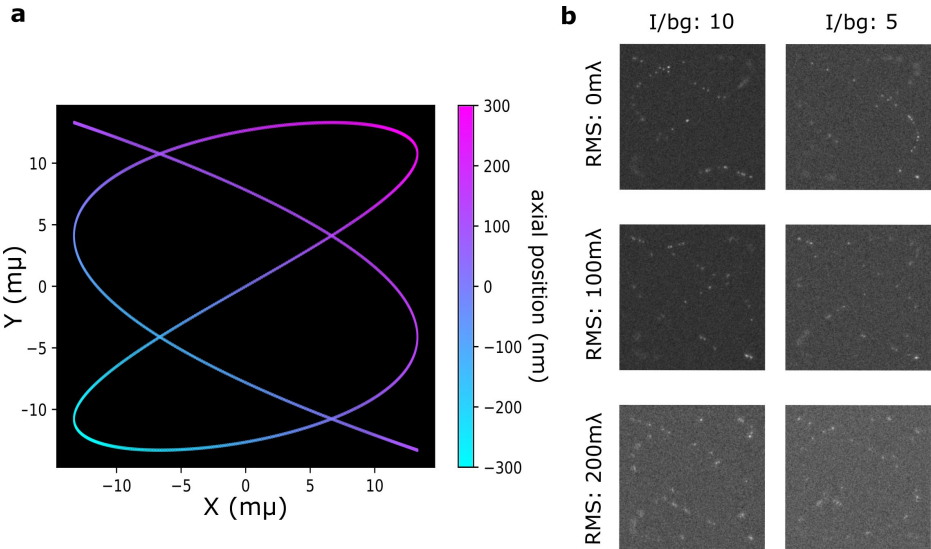 a
b
I/bg: 10
I/bg: 5
RMS: 0mλ
RMS: 100mλ
RMS: 200mλ
Y (mμ)
10
5
0
−5
-10
−10
−5
0
5
10
X (mμ)
300
200
100
0
−100
−200
−300
axial position (nm)